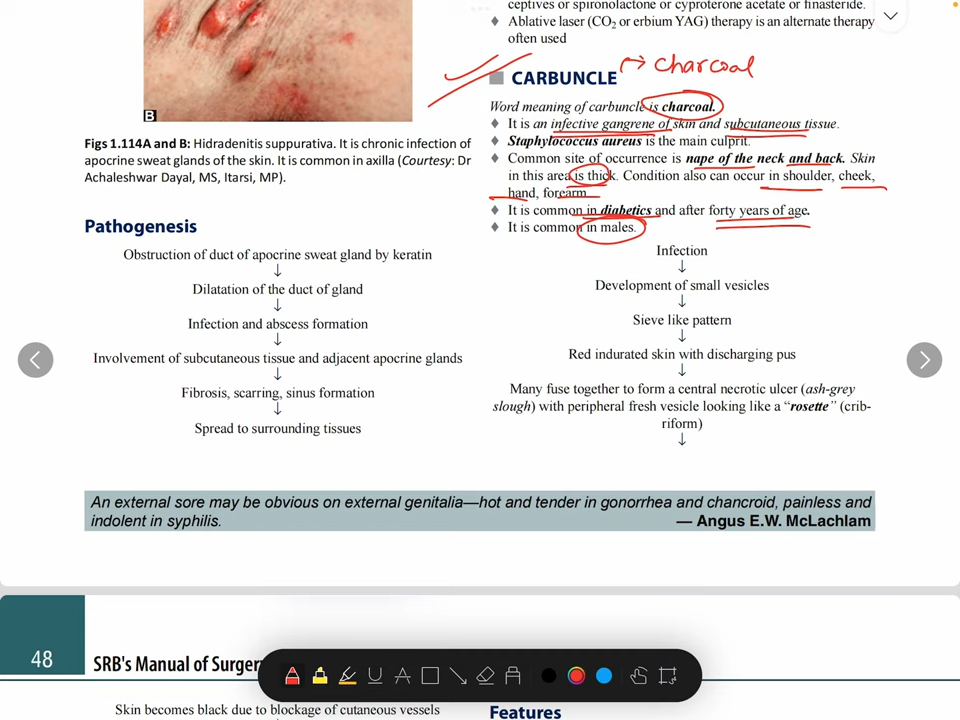 B
Figs 1.114A and B: Hidradenitis suppurativa. It is chronic infection of
apocrine sweat glands of the skin. It is common in axilla (Courtesy: Dr
Achaleshwar Dayal, MS, Itarsi, MP).
Pathogenesis
Obstruction of duct of apocrine sweat gland by keratin
↓
Dilatation of the duct of gland
↓
Infection and abscess formation
↓
Involvement of subcutaneous tissue and adjacent apocrine glands
↓
Fibrosis, scarring, sinus formation
↓
Spread to surrounding tissues
ceptives or spironolactone or cyproterone acetate or finasteride.
♦ Ablative laser (CO₂ or erbium YAG) therapy is an alternate therapy
often used
CARBUNCLE → charcoal
Word meaning of carbuncle is charcoal.
♦ It is an infective gangrene of skin and subcutaneous tissue.
♦ Staphylococcus aureus is the main culprit.
♦ Common site of occurrence is nape of the neck and back. Skin
in this area is thick. Condition also can occur in shoulder, cheek,
hand, forearm.
♦ It is common in diabetics and after forty years of age.
♦ It is common in males.
Infection
↓
Development of small vesicles
↓
Sieve like pattern
↓
Red indurated skin with discharging pus
↓
Many fuse together to form a central necrotic ulcer (ash-grey
slough) with peripheral fresh vesicle looking like a “rosette” (crib-
riform)
↓
An external sore may be obvious on external genitalia—hot and tender in gonorrhea and chancroid, painless and
indolent in syphilis. — Angus E.W. McLachlam
48 SRB's Manual of Surger
Skin becomes black due to blockage of cutaneous vessels
Features